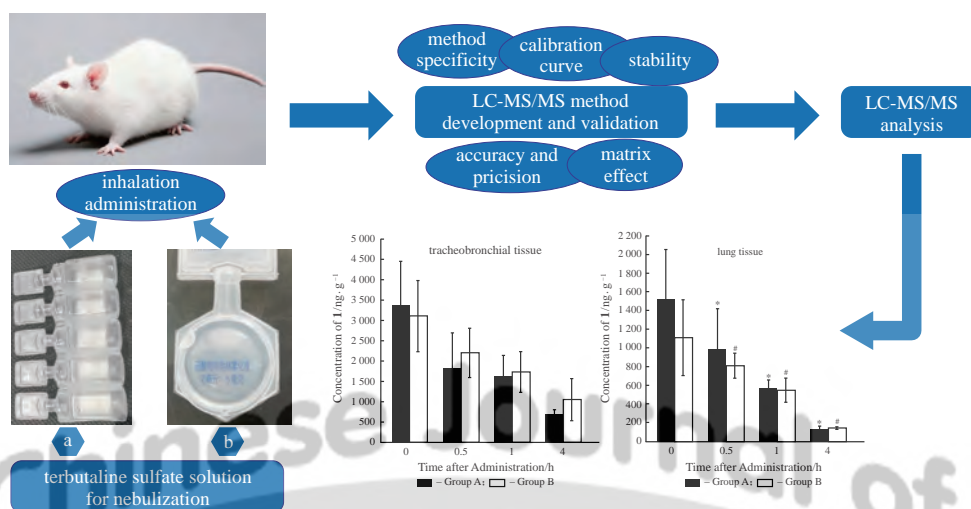 method
specificity
calibration
curve
stability
LC-MS/MS method
development and validation
accuracy and
pricision
matrix
effect
LC-MS/MS
analysis
inhalation
administration
a
b
terbutaline sulfate solution
for nebulization
tracheobronchial tissue
Concentration of 1/ng·g⁻¹
5 000
4 500
4 000
3 500
3 000
2 500
2 000
1 500
1 000
500
0
0 0.5 1 4
Time after Administration/h
– Group A; – Group B
lung tissue
Concentration of 1/ng·g⁻¹
2 200
2 000
1 800
1 600
1 400
1 200
1 000
800
600
400
200
0
* # * # * #
0 0.5 1 4
Time after Administration/h
– Group A; – Group B
Chinese Journal of